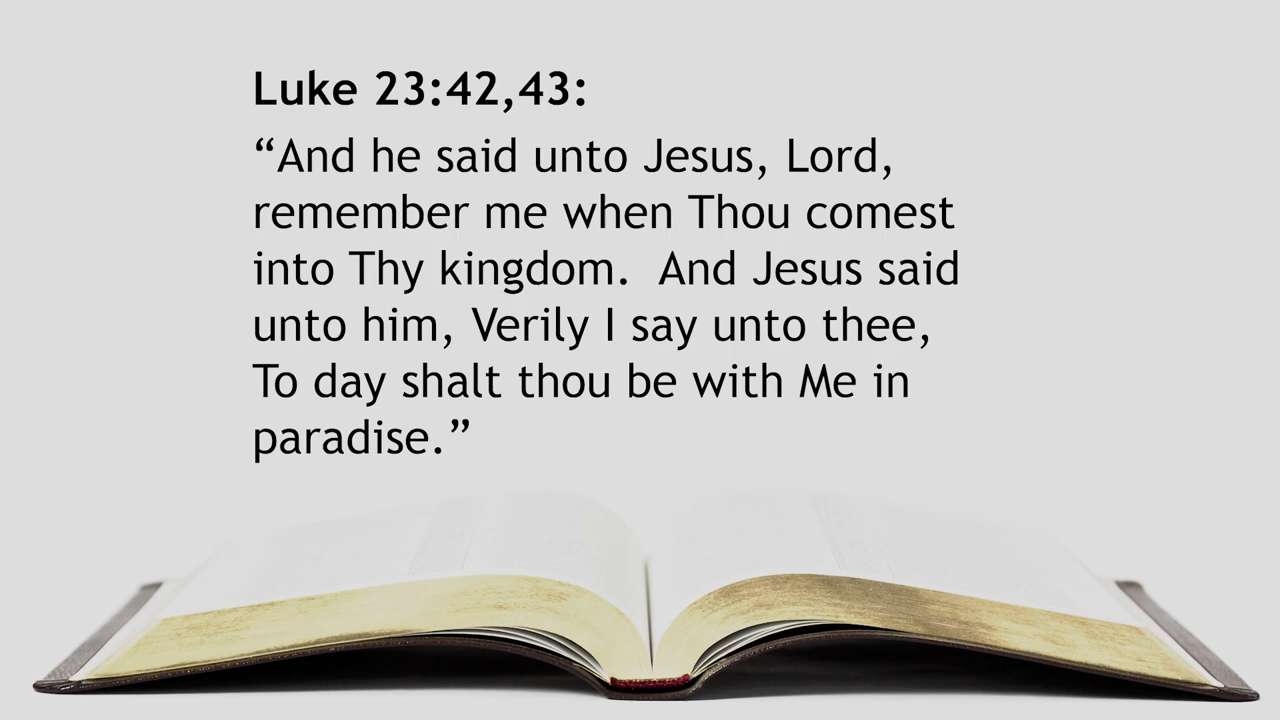 Luke 23:42,43:
“And he said unto Jesus, Lord,
remember me when Thou comest
into Thy kingdom.  And Jesus said
unto him, Verily I say unto thee,
To day shalt thou be with Me in
paradise.”